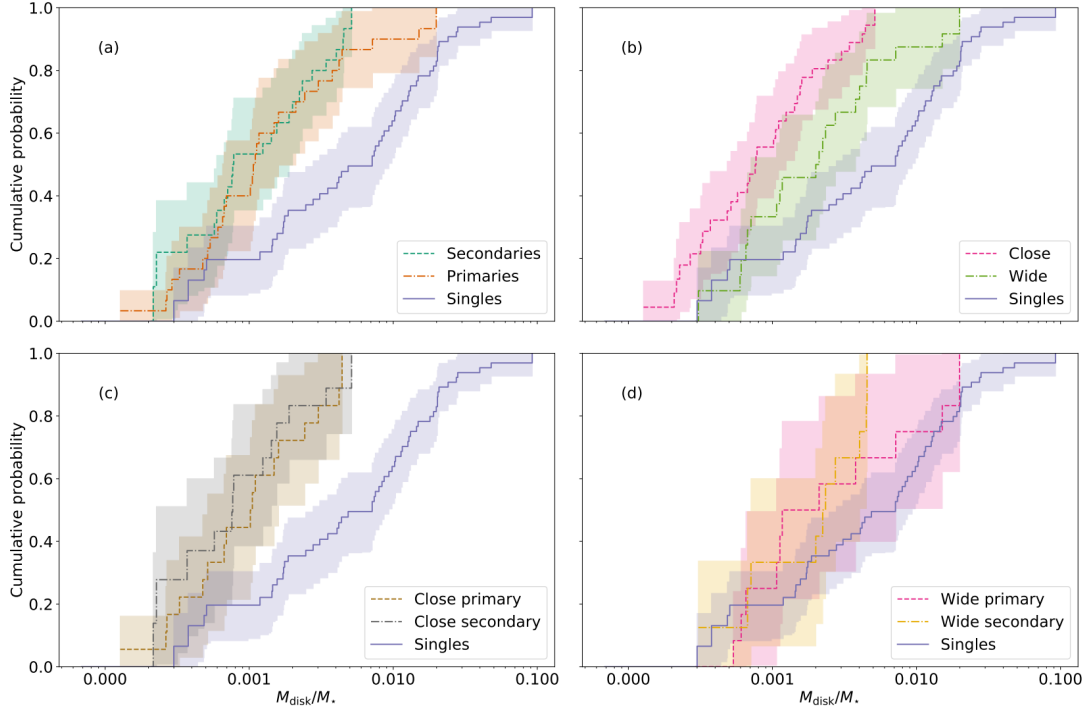 1.0
(a)
(b)
0.8
0.6
0.4
0.2
0.0
Cumulative probability
Secondaries
Primaries
Singles
Close
Wide
Singles
1.0
(c)
(d)
0.8
0.6
0.4
0.2
0.0
Cumulative probability
Close primary
Close secondary
Singles
Wide primary
Wide secondary
Singles
0.000 0.001 0.010 0.100
0.000 0.001 0.010 0.100
M_disk/M⋆
M_disk/M⋆